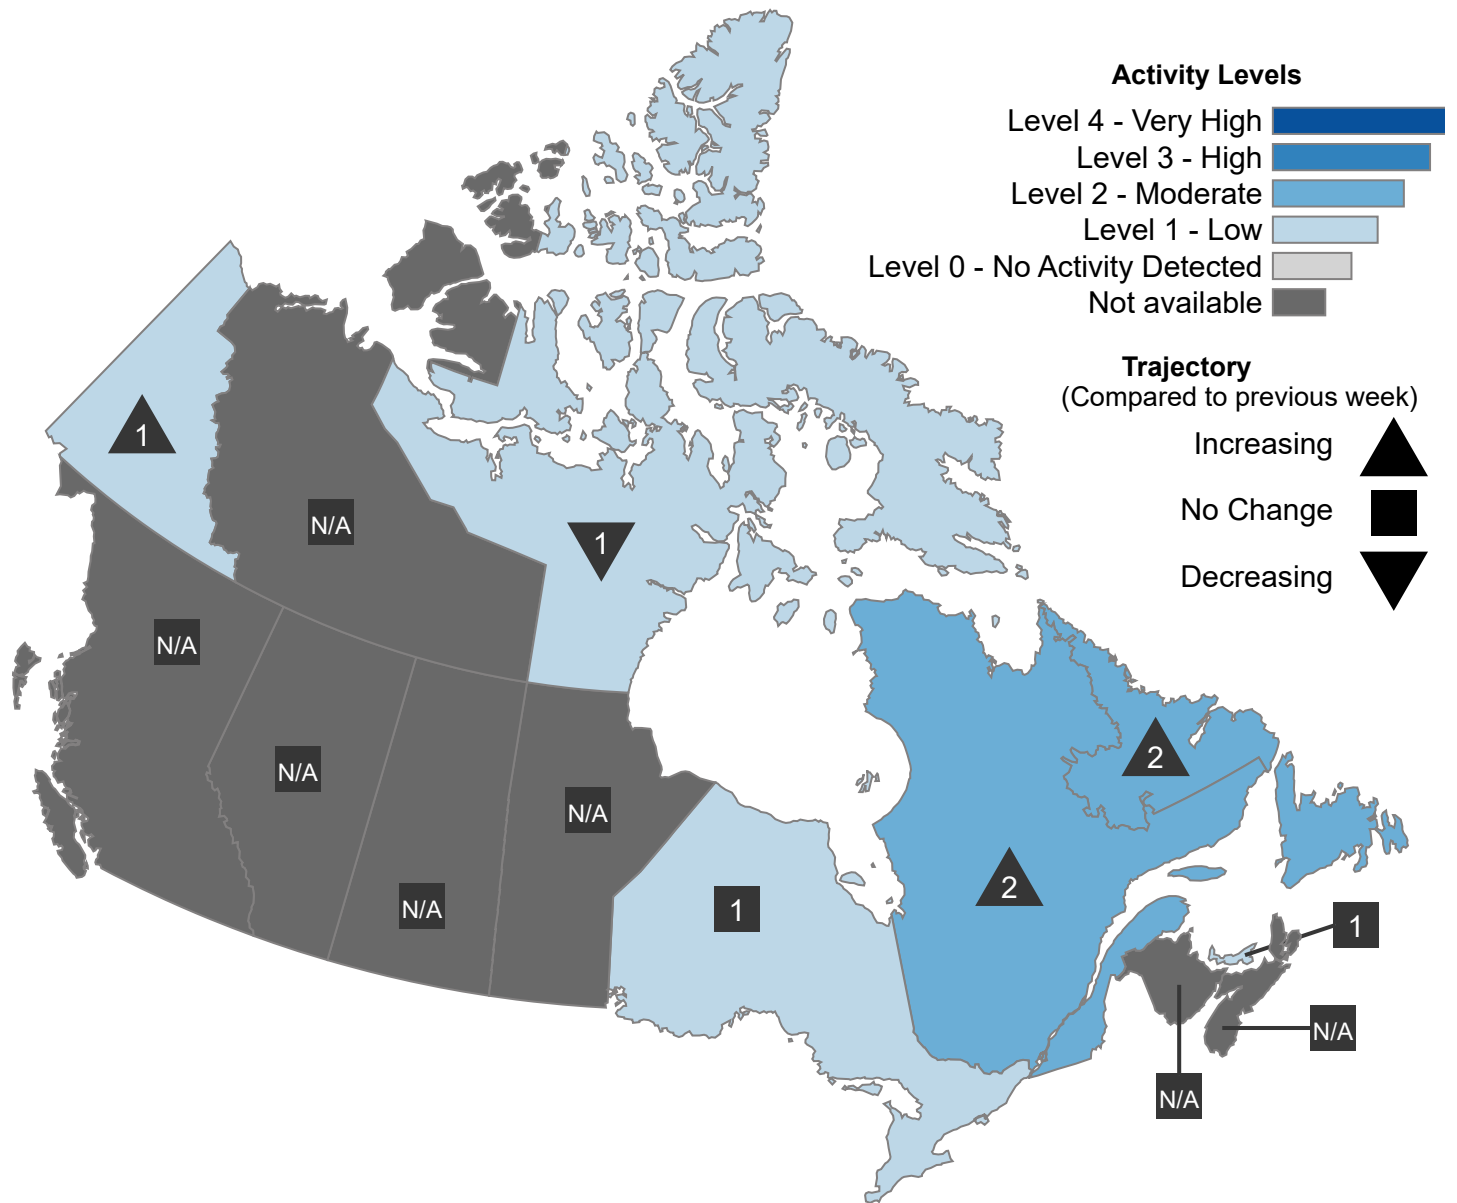 Activity Levels
Level 4 - Very High
Level 3 - High
Level 2 - Moderate
Level 1 - Low
Level 0 - No Activity Detected
Not available
Trajectory
(Compared to previous week)
Increasing
No Change
Decreasing
1
N/A
1
N/A
2
N/A
N/A
2
N/A
1
1
N/A
N/A